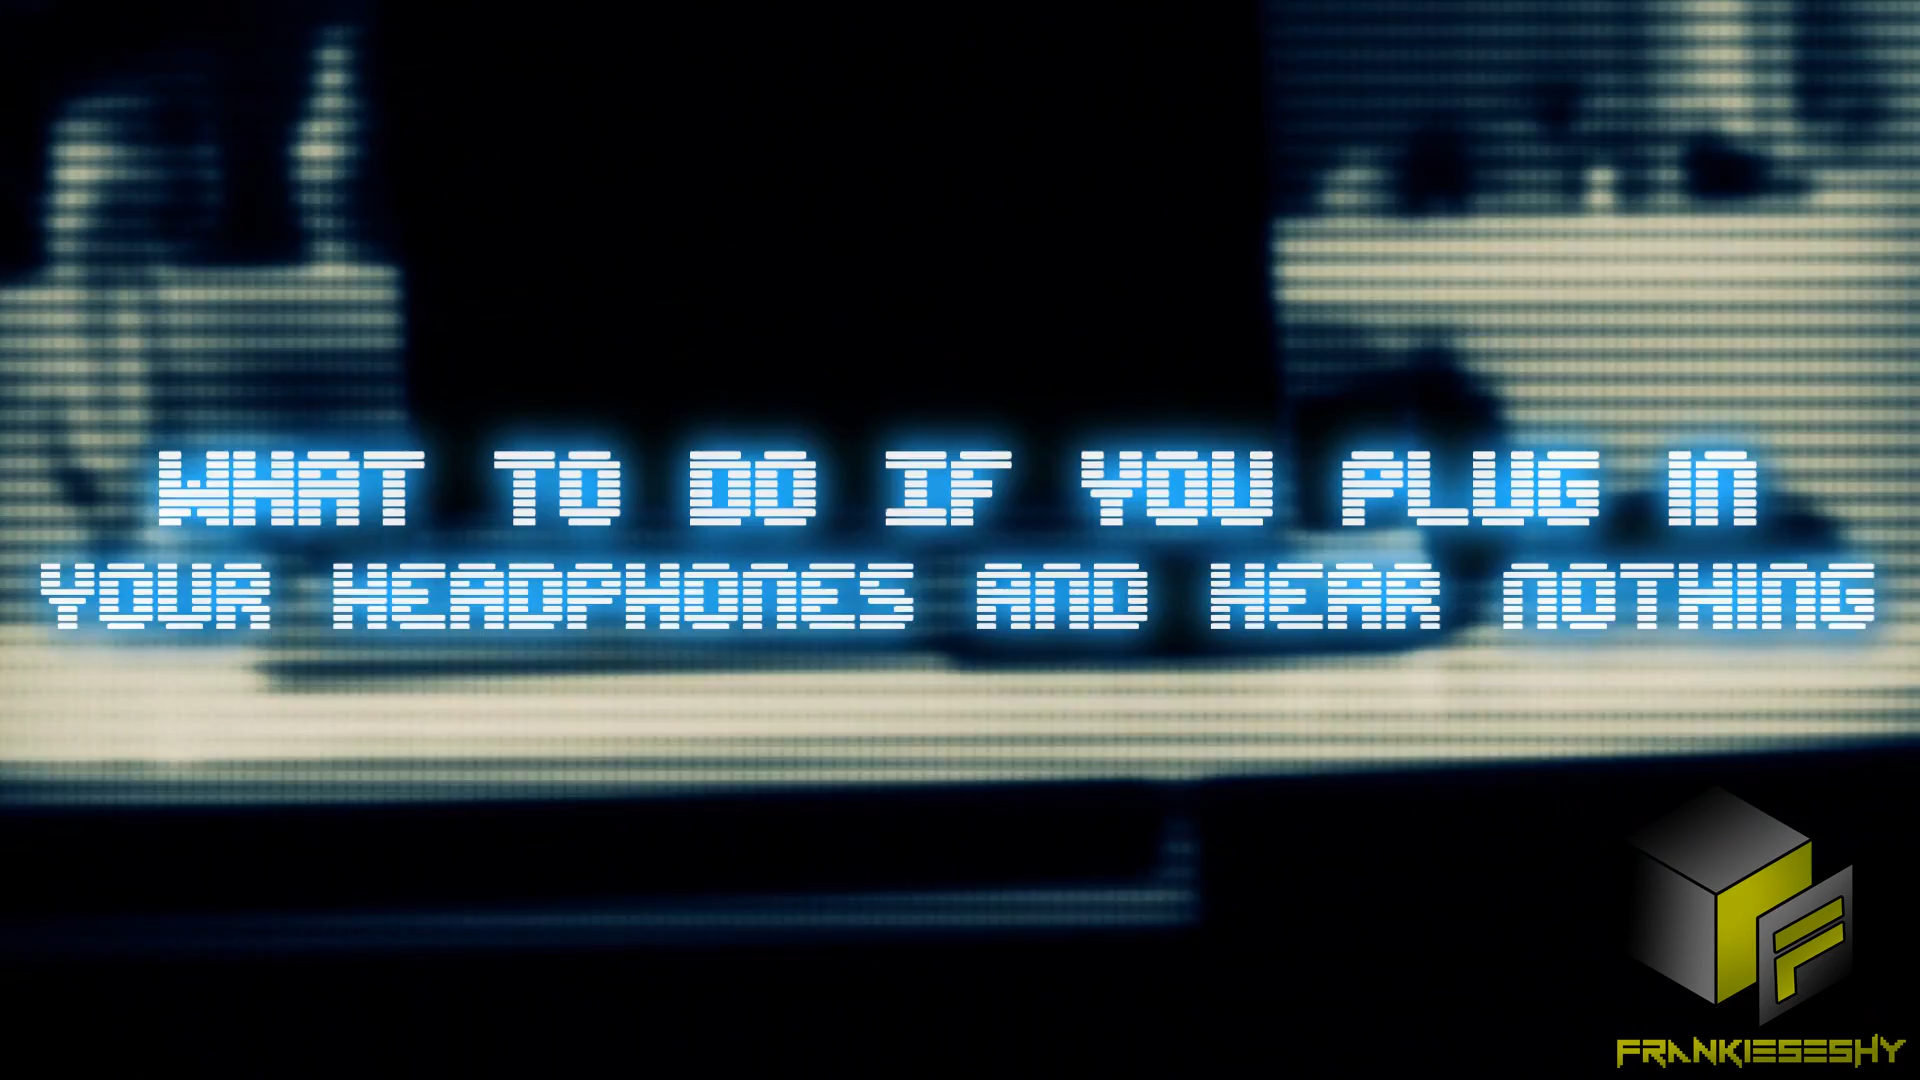 WHAT TO DO IF YOU PLUG IN
YOUR HEADPHONES AND HEAR NOTHING
F
FRANKIESESHY